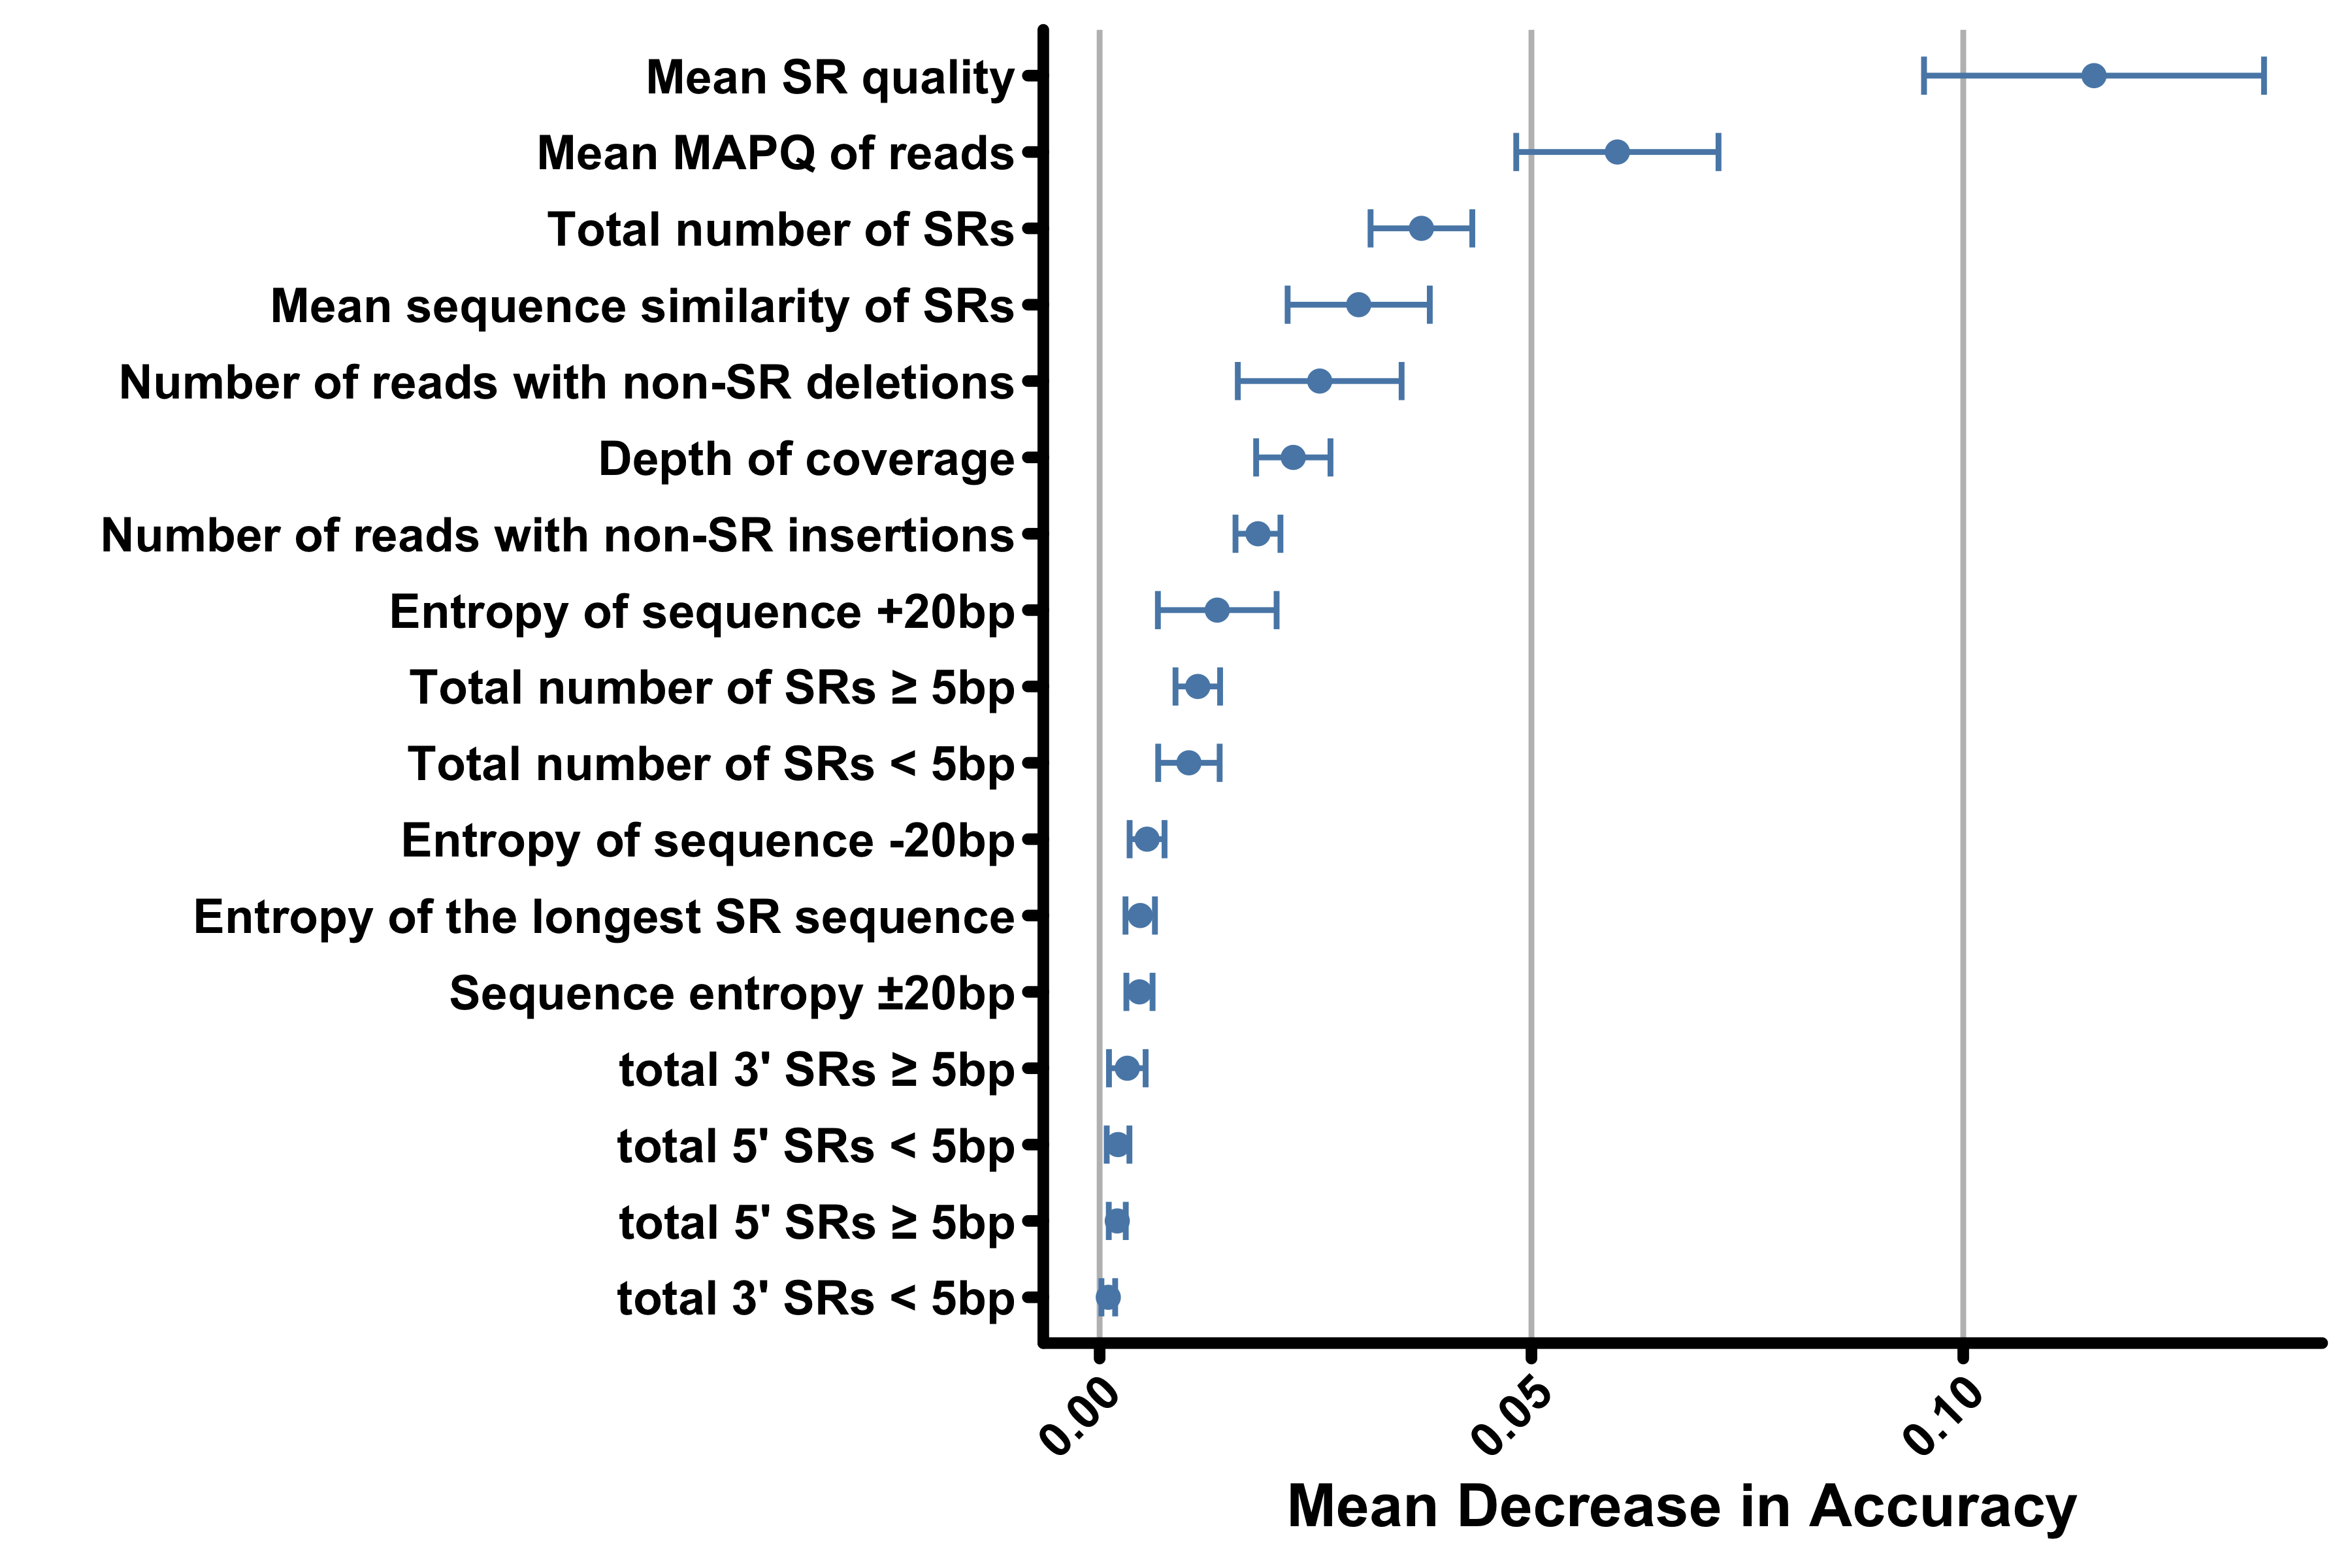 Mean SR quality
Mean MAPQ of reads
Total number of SRs
Mean sequence similarity of SRs
Number of reads with non-SR deletions
Depth of coverage
Number of reads with non-SR insertions
Entropy of sequence +20bp
Total number of SRs ≥ 5bp
Total number of SRs < 5bp
Entropy of sequence -20bp
Entropy of the longest SR sequence
Sequence entropy ±20bp
total 3' SRs ≥ 5bp
total 5' SRs < 5bp
total 5' SRs ≥ 5bp
total 3' SRs < 5bp
0.00 0.05 0.10
Mean Decrease in Accuracy